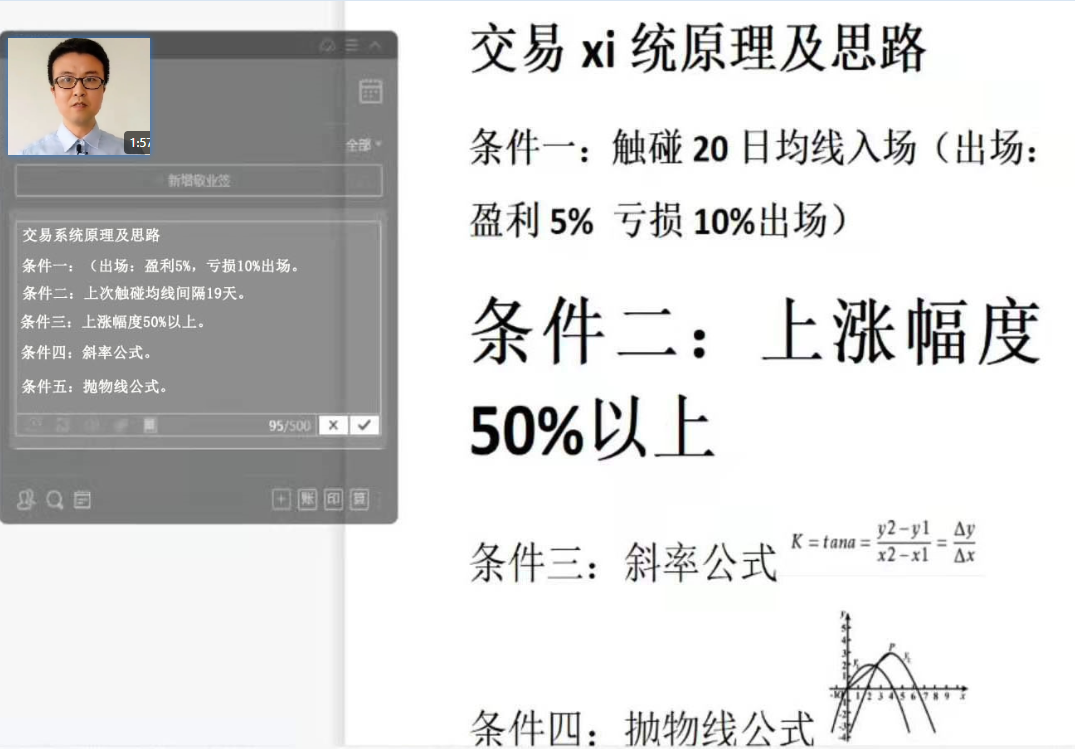 1:57
全部
新增敬业签
交易系统原理及思路
条件一：（出场：盈利5%，亏损10%出场。
条件二：上次触碰均线间隔19天。
条件三：上涨幅度50%以上。
条件四：斜率公式。
条件五：抛物线公式。
95/500
账 印 算
交易 xi 统原理及思路
条件一：触碰 20 日均线入场（出场：
盈利 5% 亏损 10%出场）
条件二：上涨幅度
50%以上
条件三：斜率公式 K = tana = y2−y1 / x2−x1 = Δy / Δx
条件四：抛物线公式